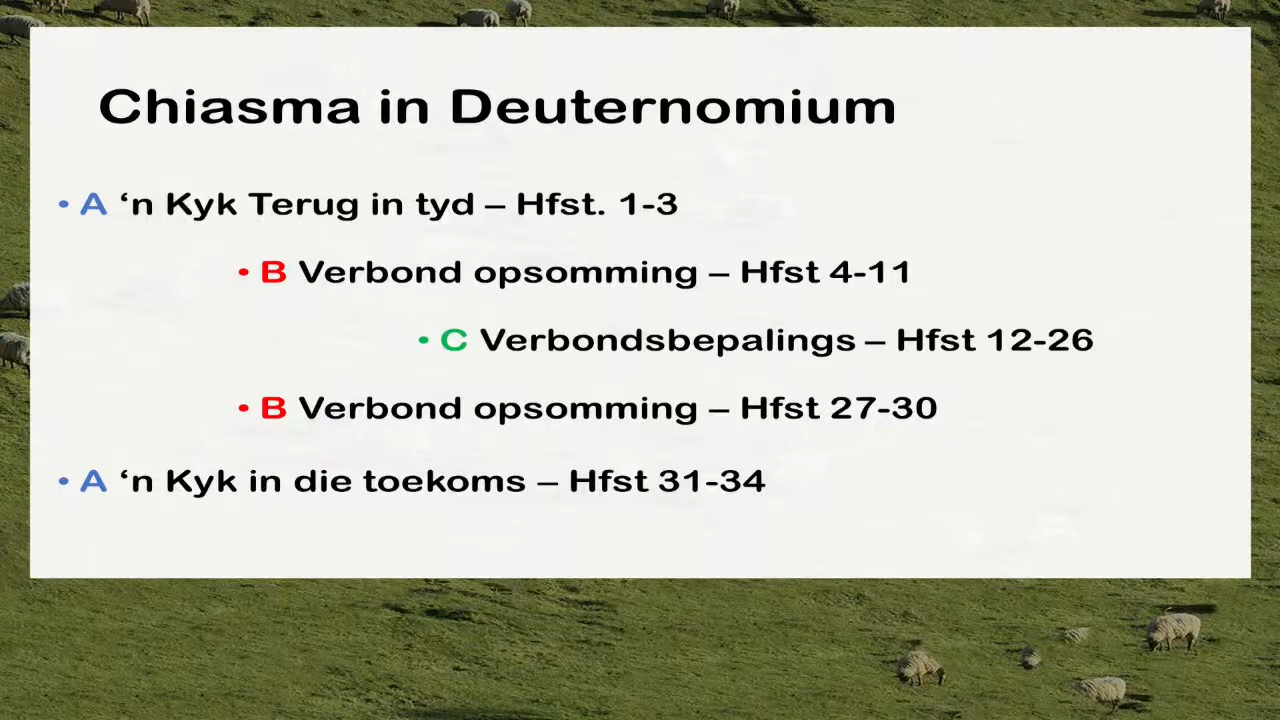 Chiasma in Deuternomium
• A ‘n Kyk Terug in tyd – Hfst. 1-3
• B Verbond opsomming – Hfst 4-11
• C Verbondsbepalings – Hfst 12-26
• B Verbond opsomming – Hfst 27-30
• A ‘n Kyk in die toekoms – Hfst 31-34